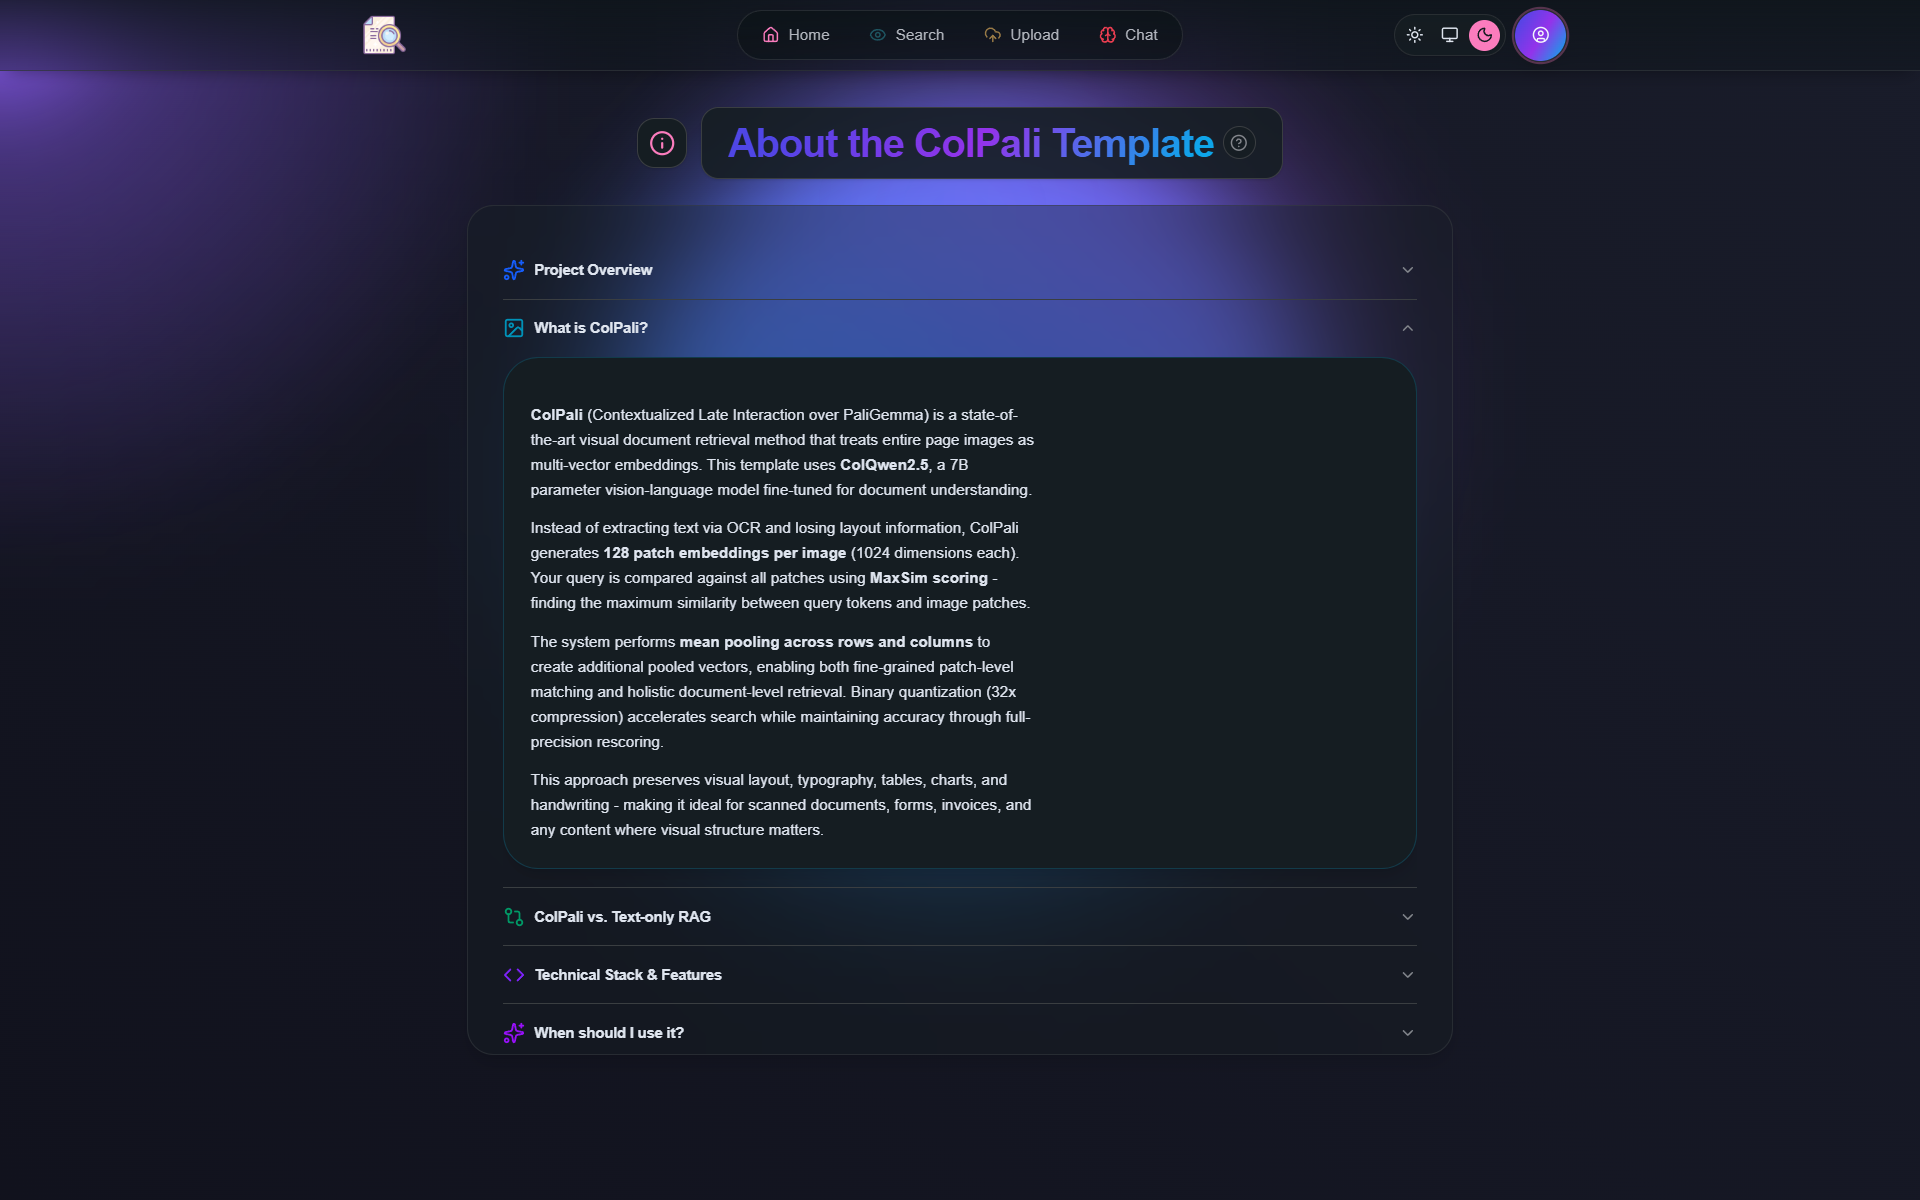 Home
Search
Upload
Chat
About the ColPali Template
Project Overview
What is ColPali?
ColPali (Contextualized Late Interaction over PaliGemma) is a state-of-
the-art visual document retrieval method that treats entire page images as
multi-vector embeddings. This template uses ColQwen2.5, a 7B
parameter vision-language model fine-tuned for document understanding.
Instead of extracting text via OCR and losing layout information, ColPali
generates 128 patch embeddings per image (1024 dimensions each).
Your query is compared against all patches using MaxSim scoring -
finding the maximum similarity between query tokens and image patches.
The system performs mean pooling across rows and columns to
create additional pooled vectors, enabling both fine-grained patch-level
matching and holistic document-level retrieval. Binary quantization (32x
compression) accelerates search while maintaining accuracy through full-
precision rescoring.
This approach preserves visual layout, typography, tables, charts, and
handwriting - making it ideal for scanned documents, forms, invoices, and
any content where visual structure matters.
ColPali vs. Text-only RAG
Technical Stack & Features
When should I use it?